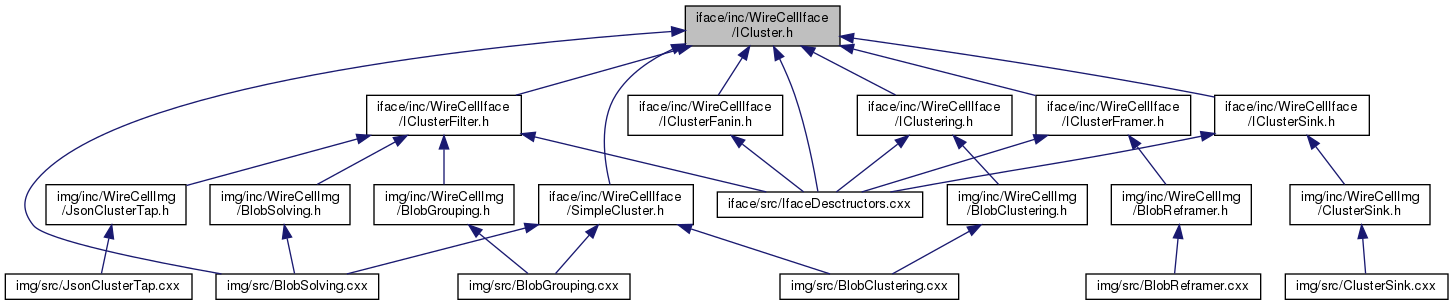 iface/inc/WireCellIface
/ICluster.h
iface/inc/WireCellIface
/IClusterFilter.h
iface/inc/WireCellIface
/IClusterFanin.h
iface/inc/WireCellIface
/IClustering.h
iface/inc/WireCellIface
/IClusterFramer.h
iface/inc/WireCellIface
/IClusterSink.h
img/inc/WireCellImg
/JsonClusterTap.h
img/inc/WireCellImg
/BlobSolving.h
img/inc/WireCellImg
/BlobGrouping.h
iface/inc/WireCellIface
/SimpleCluster.h
iface/src/IfaceDesctructors.cxx
img/inc/WireCellImg
/BlobClustering.h
img/inc/WireCellImg
/BlobReframer.h
img/inc/WireCellImg
/ClusterSink.h
img/src/JsonClusterTap.cxx
img/src/BlobSolving.cxx
img/src/BlobGrouping.cxx
img/src/BlobClustering.cxx
img/src/BlobReframer.cxx
img/src/ClusterSink.cxx